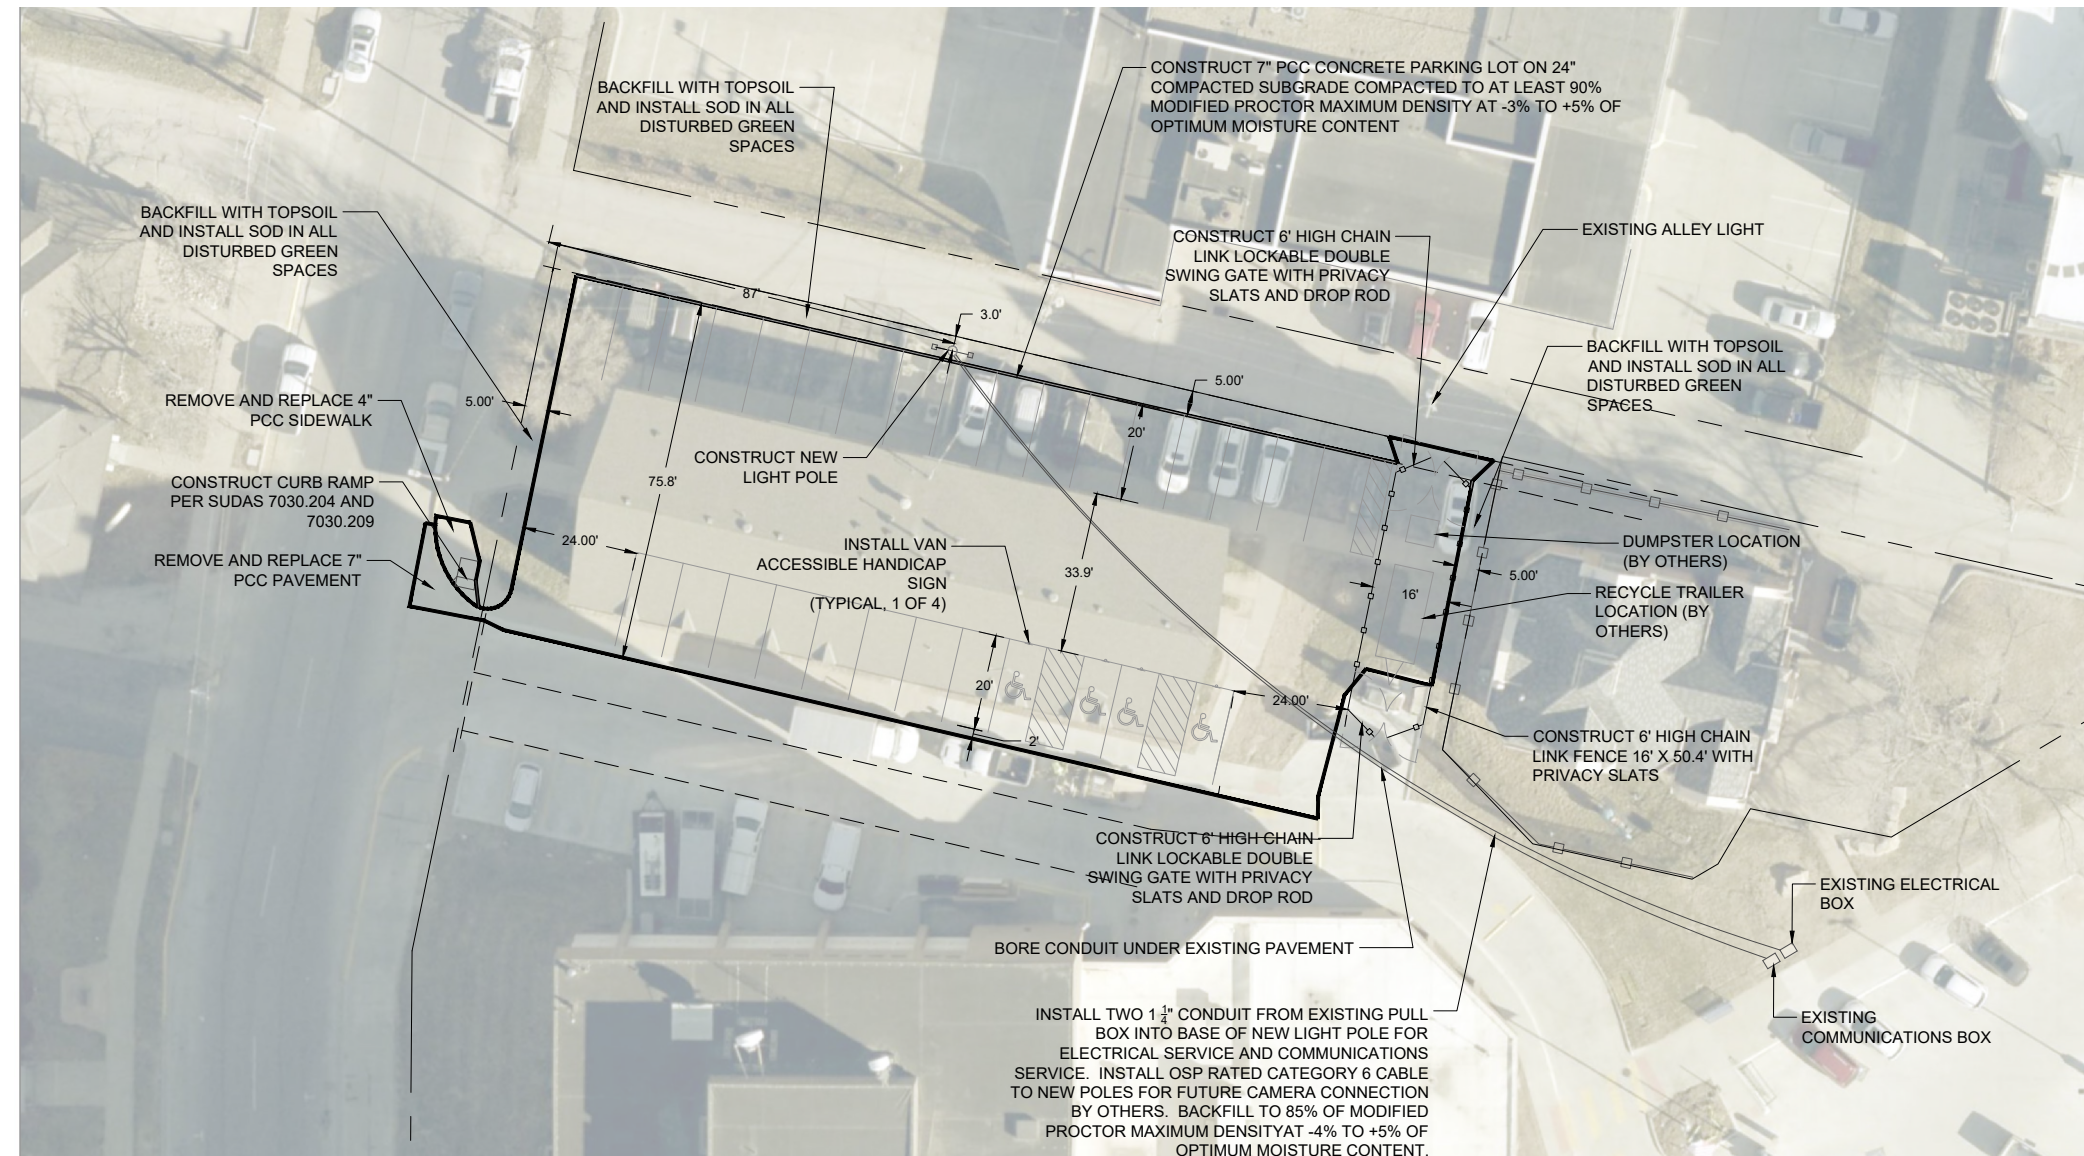 BACKFILL WITH TOPSOIL
AND INSTALL SOD IN ALL
DISTURBED GREEN
SPACES
CONSTRUCT 7" PCC CONCRETE PARKING LOT ON 24"
COMPACTED SUBGRADE COMPACTED TO AT LEAST 90%
MODIFIED PROCTOR MAXIMUM DENSITY AT -3% TO +5% OF
OPTIMUM MOISTURE CONTENT
BACKFILL WITH TOPSOIL
AND INSTALL SOD IN ALL
DISTURBED GREEN
SPACES
CONSTRUCT 6' HIGH CHAIN
LINK LOCKABLE DOUBLE
SWING GATE WITH PRIVACY
SLATS AND DROP ROD
EXISTING ALLEY LIGHT
87'
3.0'
BACKFILL WITH TOPSOIL
AND INSTALL SOD IN ALL
DISTURBED GREEN
SPACES
5.00'
REMOVE AND REPLACE 4"
PCC SIDEWALK
5.00'
20'
CONSTRUCT NEW
LIGHT POLE
75.8'
CONSTRUCT CURB RAMP
PER SUDAS 7030.204 AND
7030.209
24.00'
REMOVE AND REPLACE 7"
PCC PAVEMENT
INSTALL VAN
ACCESSIBLE HANDICAP
SIGN
(TYPICAL, 1 OF 4)
33.9'
DUMPSTER LOCATION
(BY OTHERS)
5.00'
16'
RECYCLE TRAILER
LOCATION (BY
OTHERS)
20'
24.00'
2'
CONSTRUCT 6' HIGH CHAIN
LINK FENCE 16' X 50.4' WITH
PRIVACY SLATS
CONSTRUCT 6' HIGH CHAIN
LINK LOCKABLE DOUBLE
SWING GATE WITH PRIVACY
SLATS AND DROP ROD
EXISTING ELECTRICAL
BOX
BORE CONDUIT UNDER EXISTING PAVEMENT
INSTALL TWO 1 1/4" CONDUIT FROM EXISTING PULL
BOX INTO BASE OF NEW LIGHT POLE FOR
ELECTRICAL SERVICE AND COMMUNICATIONS
SERVICE. INSTALL OSP RATED CATEGORY 6 CABLE
TO NEW POLES FOR FUTURE CAMERA CONNECTION
BY OTHERS. BACKFILL TO 85% OF MODIFIED
PROCTOR MAXIMUM DENSITYAT -4% TO +5% OF
OPTIMUM MOISTURE CONTENT.
EXISTING
COMMUNICATIONS BOX